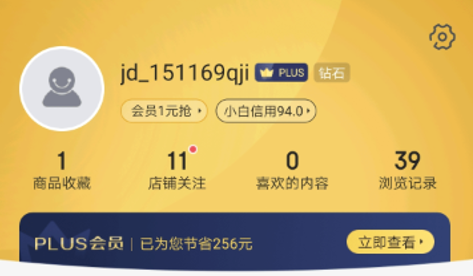 jd_151169qji PLUS 钻石
会员1元抢 小白信用94.0
1 11 0 39
商品收藏 店铺关注 喜欢的内容 浏览记录
PLUS会员 | 已为您节省256元 立即查看